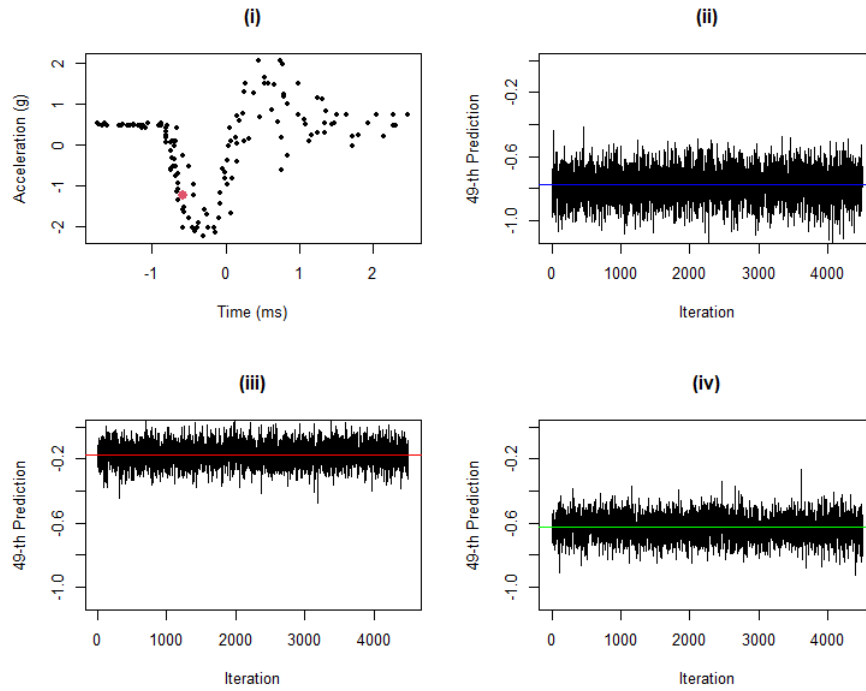 (i)
Acceleration (g)
2
1
0
-1
-2
-1
0
1
2
Time (ms)
(ii)
49-th Prediction
-0.2
-0.6
-1.0
0
1000
2000
3000
4000
Iteration
(iii)
49-th Prediction
-0.2
-0.6
-1.0
0
1000
2000
3000
4000
Iteration
(iv)
49-th Prediction
-0.2
-0.6
-1.0
0
1000
2000
3000
4000
Iteration